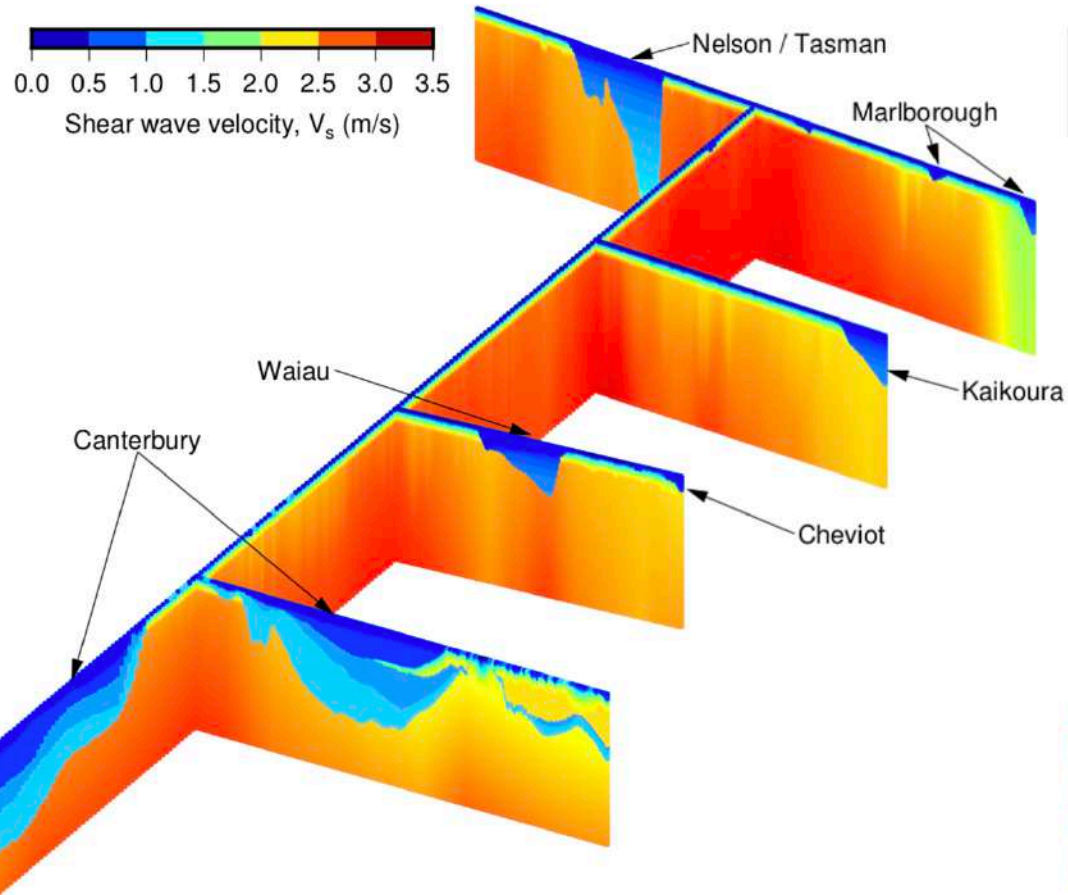 0.0 0.5 1.0 1.5 2.0 2.5 3.0 3.5
Shear wave velocity, Vs (m/s)
Nelson / Tasman
Marlborough
Kaikoura
Waiau
Canterbury
Cheviot